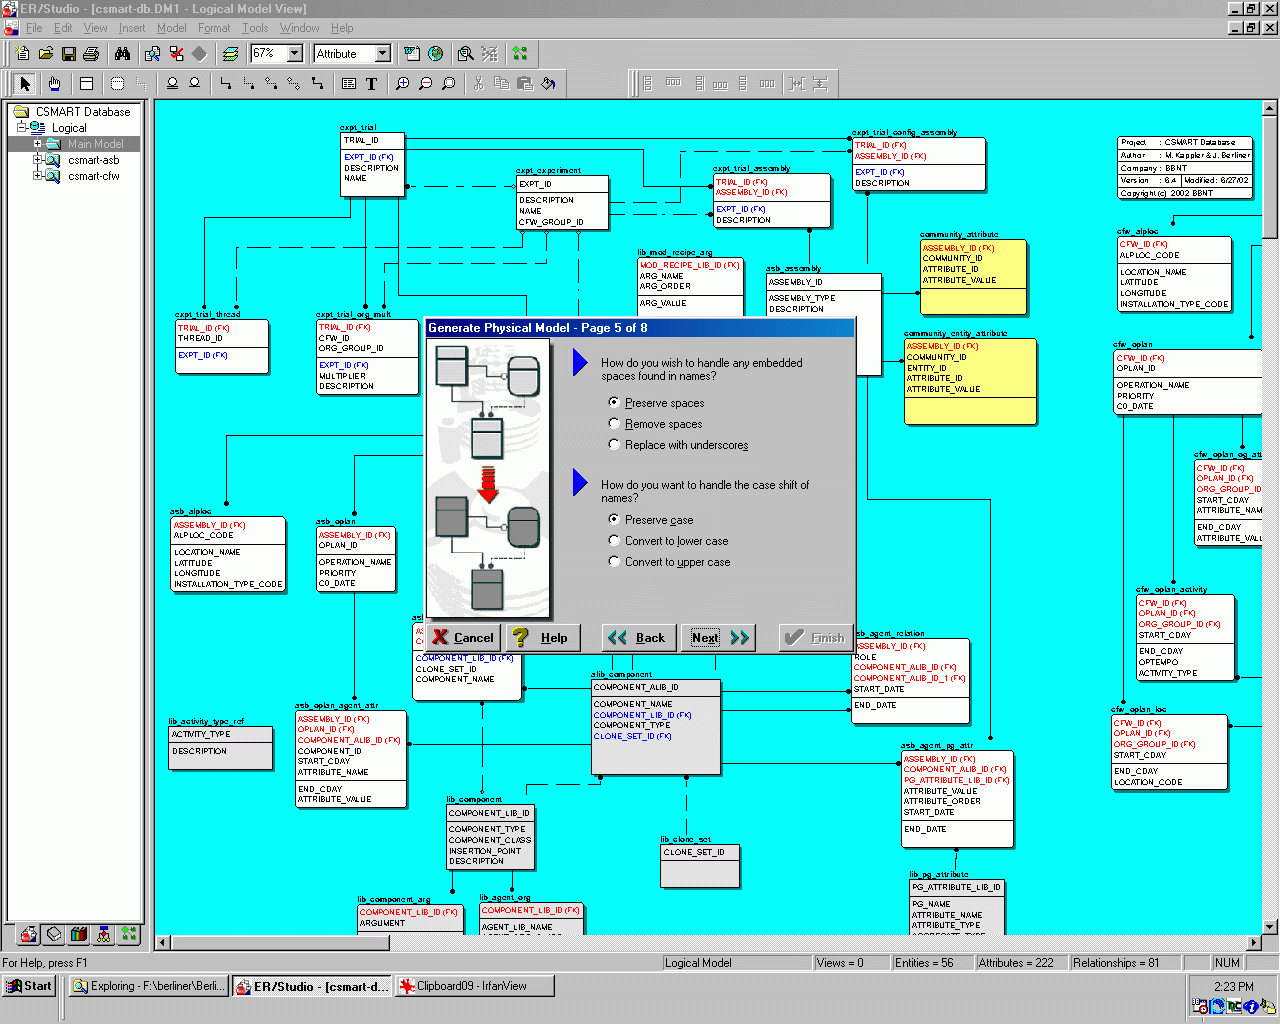 ER/Studio - [csmart-db.DM1 - Logical Model View]
File Edit View Insert Model Format Tools Window Help
67% Attribute
CSMART Database
Logical
Main Model
csmart-asb
csmart-cfw
expt_trial
TRIAL_ID
EXPT_ID (FK)
DESCRIPTION
NAME
expt_experiment
EXPT_ID
DESCRIPTION
NAME
CFW_GROUP_ID
expt_trial_assembly
TRIAL_ID (FK)
ASSEMBLY_ID (FK)
EXPT_ID (FK)
DESCRIPTION
expt_trial_config_assembly
TRIAL_ID (FK)
ASSEMBLY_ID (FK)
EXPT_ID (FK)
DESCRIPTION
Project : CSMART Database
Author : M. Kappler & J. Berliner
Company : BBNT
Version : 6.4 Modified: 8/27/02
Copyright (c) 2002 BBNT
lib_mod_recipe_arg
MOD_RECIPE_LIB_ID (FK)
ARG_NAME
ARG_ORDER
ARG_VALUE
asb_assembly
ASSEMBLY_ID
ASSEMBLY_TYPE
DESCRIPTION
community_attribute
ASSEMBLY_ID (FK)
COMMUNITY_ID
ATTRIBUTE_ID
ATTRIBUTE_VALUE
cfw_alploc
CFW_ID (FK)
ALPLOC_CODE
LOCATION_NAME
LATITUDE
LONGITUDE
INSTALLATION_TYPE_CODE
expt_trial_thread
TRIAL_ID (FK)
THREAD_ID
EXPT_ID (FK)
expt_trial_org_mult
TRIAL_ID (FK)
CFW_ID
ORG_GROUP_ID
EXPT_ID (FK)
MULTIPLIER
DESCRIPTION
community_entity_attribute
ASSEMBLY_ID (FK)
COMMUNITY_ID
ENTITY_ID
ATTRIBUTE_ID
ATTRIBUTE_VALUE
cfw_oplan
CFW_ID (FK)
OPLAN_ID
OPERATION_NAME
PRIORITY
C0_DATE
Generate Physical Model - Page 5 of 8
How do you wish to handle any embedded
spaces found in names?
Preserve spaces
Remove spaces
Replace with underscores
How do you want to handle the case shift of
names?
Preserve case
Convert to lower case
Convert to upper case
Cancel Help Back Next Finish
cfw_oplan_og_att
CFW_ID (FK)
OPLAN_ID (FK)
ORG_GROUP_ID
START_CDAY
ATTRIBUTE_NAM
END_CDAY
ATTRIBUTE_VALU
asb_alploc
ASSEMBLY_ID (FK)
ALPLOC_CODE
LOCATION_NAME
LATITUDE
LONGITUDE
INSTALLATION_TYPE_CODE
asb_oplan
ASSEMBLY_ID (FK)
OPLAN_ID
OPERATION_NAME
PRIORITY
C0_DATE
cfw_oplan_activity
CFW_ID (FK)
OPLAN_ID (FK)
ORG_GROUP_ID (FK)
START_CDAY
END_CDAY
OPTEMPO
ACTIVITY_TYPE
COMPONENT_LIB_ID (FK)
CLONE_SET_ID
COMPONENT_NAME
asb_agent_relation
ASSEMBLY_ID (FK)
ROLE
COMPONENT_ALIB_ID (FK)
COMPONENT_ALIB_ID_1 (FK)
START_DATE
END_DATE
alib_component
COMPONENT_ALIB_ID
COMPONENT_NAME
COMPONENT_LIB_ID (FK)
COMPONENT_TYPE
CLONE_SET_ID (FK)
lib_activity_type_ref
ACTIVITY_TYPE
DESCRIPTION
asb_oplan_agent_attr
ASSEMBLY_ID (FK)
OPLAN_ID (FK)
COMPONENT_ALIB_ID (FK)
COMPONENT_ID
START_CDAY
ATTRIBUTE_NAME
END_CDAY
ATTRIBUTE_VALUE
cfw_oplan_loc
CFW_ID (FK)
OPLAN_ID (FK)
ORG_GROUP_ID (FK)
START_CDAY
END_CDAY
LOCATION_CODE
asb_agent_pg_attr
ASSEMBLY_ID (FK)
COMPONENT_ALIB_ID (FK)
PG_ATTRIBUTE_LIB_ID (FK)
ATTRIBUTE_VALUE
ATTRIBUTE_ORDER
START_DATE
END_DATE
lib_component
COMPONENT_LIB_ID
COMPONENT_TYPE
COMPONENT_CLASS
INSERTION_POINT
DESCRIPTION
lib_clone_set
CLONE_SET_ID
lib_pg_attribute
PG_ATTRIBUTE_LIB_ID
PG_NAME
ATTRIBUTE_NAME
ATTRIBUTE_TYPE
AGGREGATE_TYPE
lib_component_arg
COMPONENT_LIB_ID (FK)
ARGUMENT
lib_agent_org
COMPONENT_LIB_ID (FK)
AGENT_LIB_NAME
For Help, press F1 Logical Model Views = 0 Entities = 56 Attributes = 222 Relationships = 81 NUM
Start Exploring - F:\berliner\Berli... ER/Studio - [csmart-d... Clipboard09 - IrfanView 2:23 PM